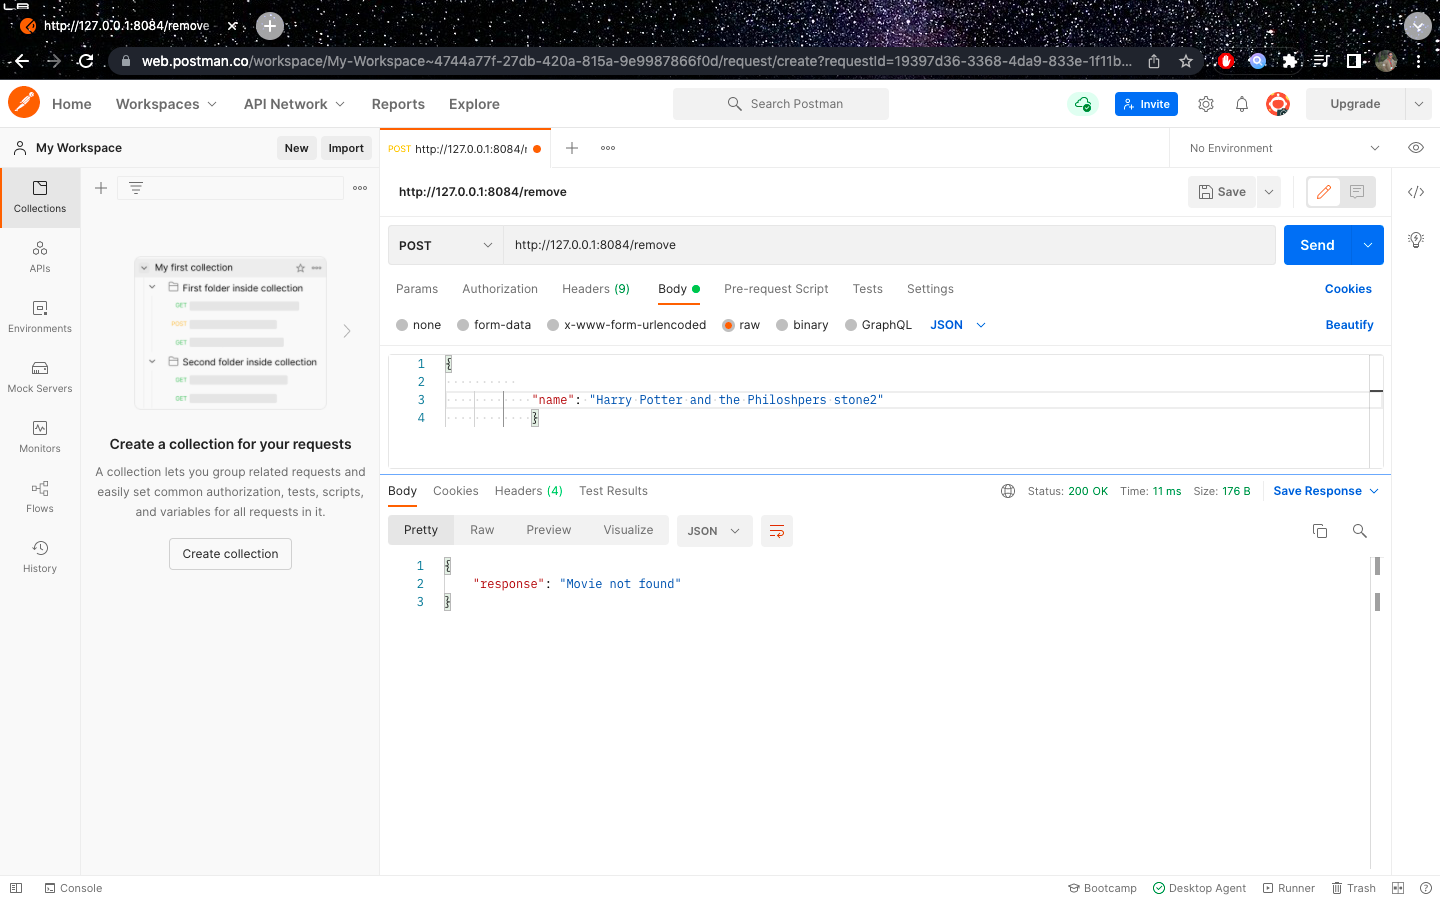 http://127.0.0.1:8084/remove
web.postman.co/workspace/My-Workspace~4744a77f-27db-420a-815a-9e9987866f0d/request/create?requestId=19397d36-3368-4da9-833e-1f11b...
Home Workspaces API Network Reports Explore Search Postman Invite Upgrade
My Workspace New Import POST http://127.0.0.1:8084/r No Environment
Collections
APIs
Environments
Mock Servers
Monitors
Flows
History
My first collection
First folder inside collection
GET
POST
GET
Second folder inside collection
GET
GET
Create a collection for your requests
A collection lets you group related requests and
easily set common authorization, tests, scripts,
and variables for all requests in it.
Create collection
http://127.0.0.1:8084/remove Save
POST http://127.0.0.1:8084/remove Send
Params Authorization Headers (9) Body Pre-request Script Tests Settings Cookies
none form-data x-www-form-urlencoded raw binary GraphQL JSON Beautify
1 {
2
3 "name": "Harry Potter and the Philoshpers stone2"
4 }
Body Cookies Headers (4) Test Results Status: 200 OK Time: 11 ms Size: 176 B Save Response
Pretty Raw Preview Visualize JSON
1 {
2 "response": "Movie not found"
3 }
Console Bootcamp Desktop Agent Runner Trash